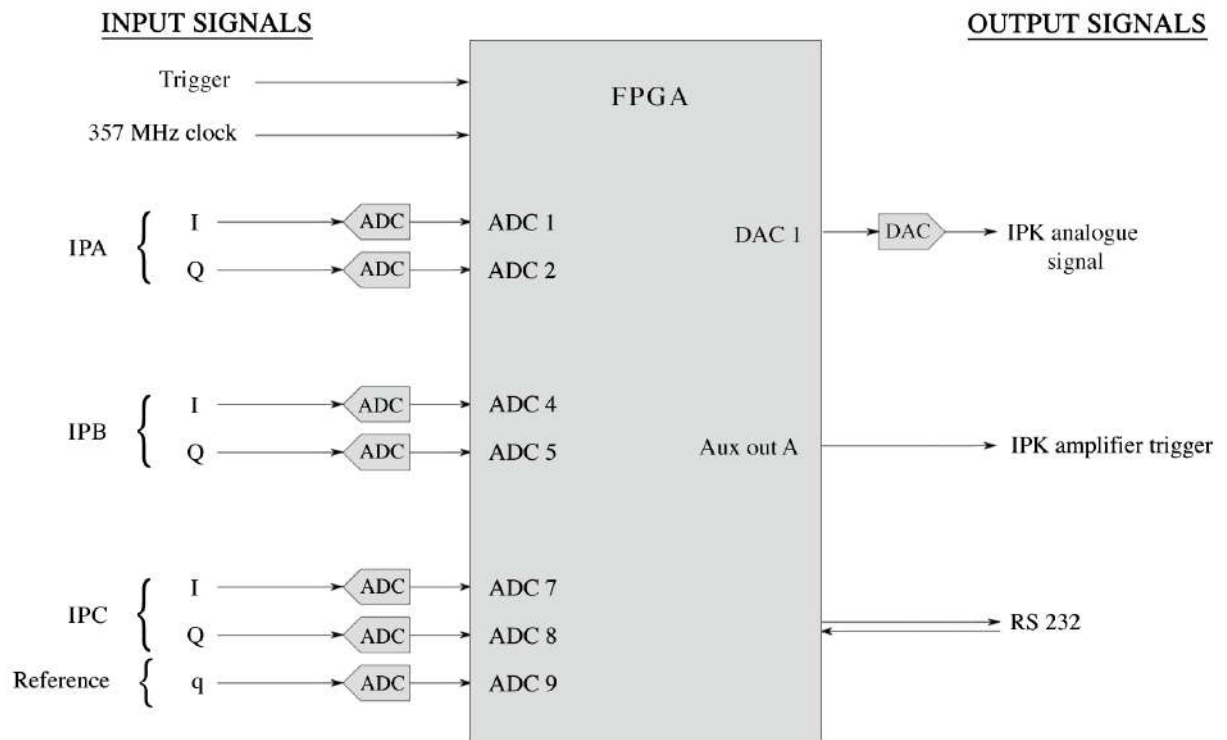 INPUT SIGNALS
OUTPUT SIGNALS
Trigger
FPGA
357 MHz clock
IPA
I
ADC
ADC 1
Q
ADC
ADC 2
DAC 1
DAC
IPK analogue
signal
IPB
I
ADC
ADC 4
Q
ADC
ADC 5
Aux out A
IPK amplifier trigger
IPC
I
ADC
ADC 7
Q
ADC
ADC 8
RS 232
Reference
q
ADC
ADC 9